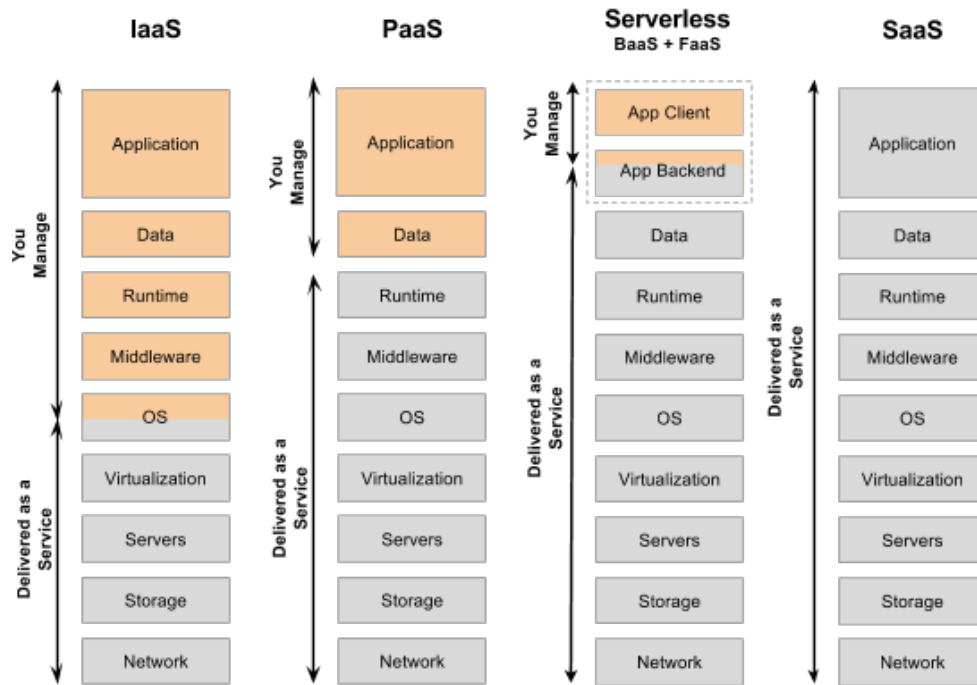 IaaS
You
Manage
Delivered as a
Service
Application
Data
Runtime
Middleware
OS
Virtualization
Servers
Storage
Network
PaaS
You
Manage
Delivered as a
Service
Application
Data
Runtime
Middleware
OS
Virtualization
Servers
Storage
Network
Serverless
BaaS + FaaS
You
Manage
Delivered as a
Service
App Client
App Backend
Data
Runtime
Middleware
OS
Virtualization
Servers
Storage
Network
SaaS
Delivered as a
Service
Application
Data
Runtime
Middleware
OS
Virtualization
Servers
Storage
Network